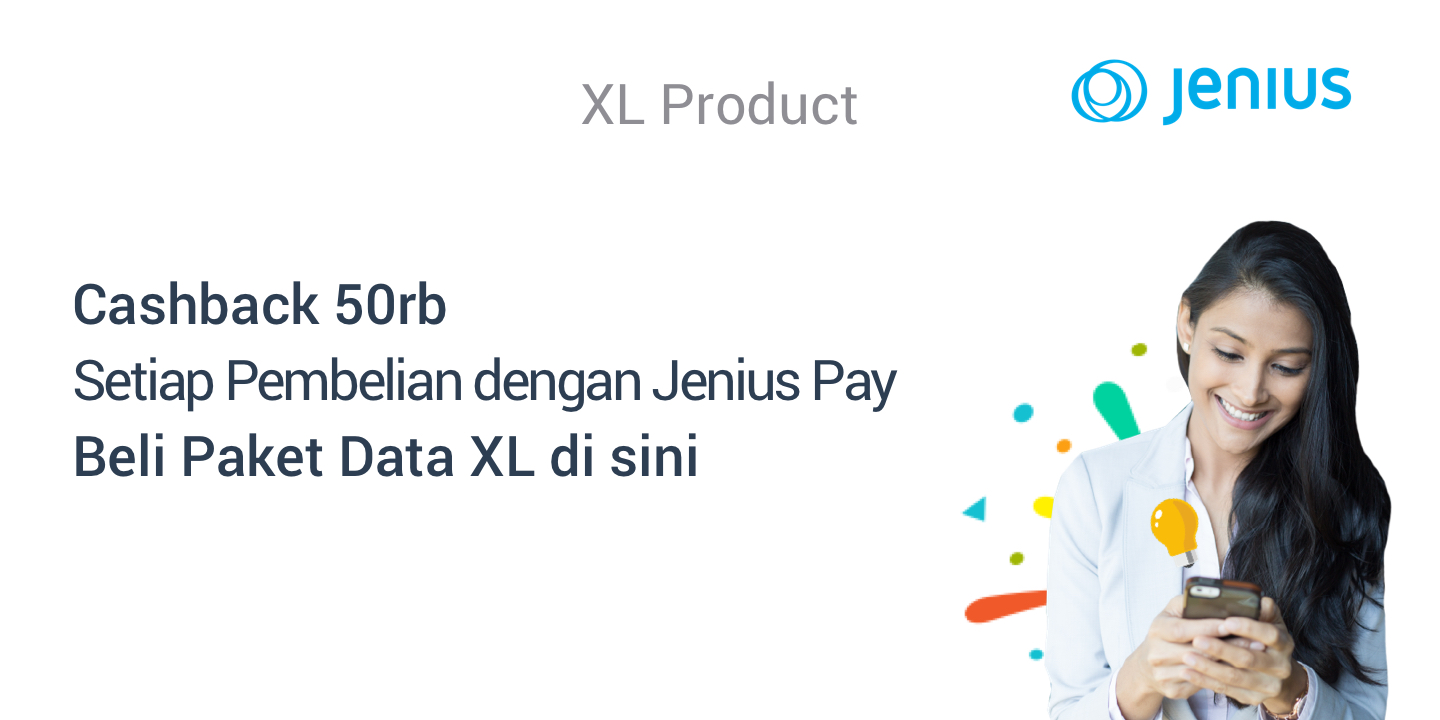 XL Product
Jenius
Cashback 50rb
Setiap Pembelian dengan Jenius Pay
Beli Paket Data XL di sini